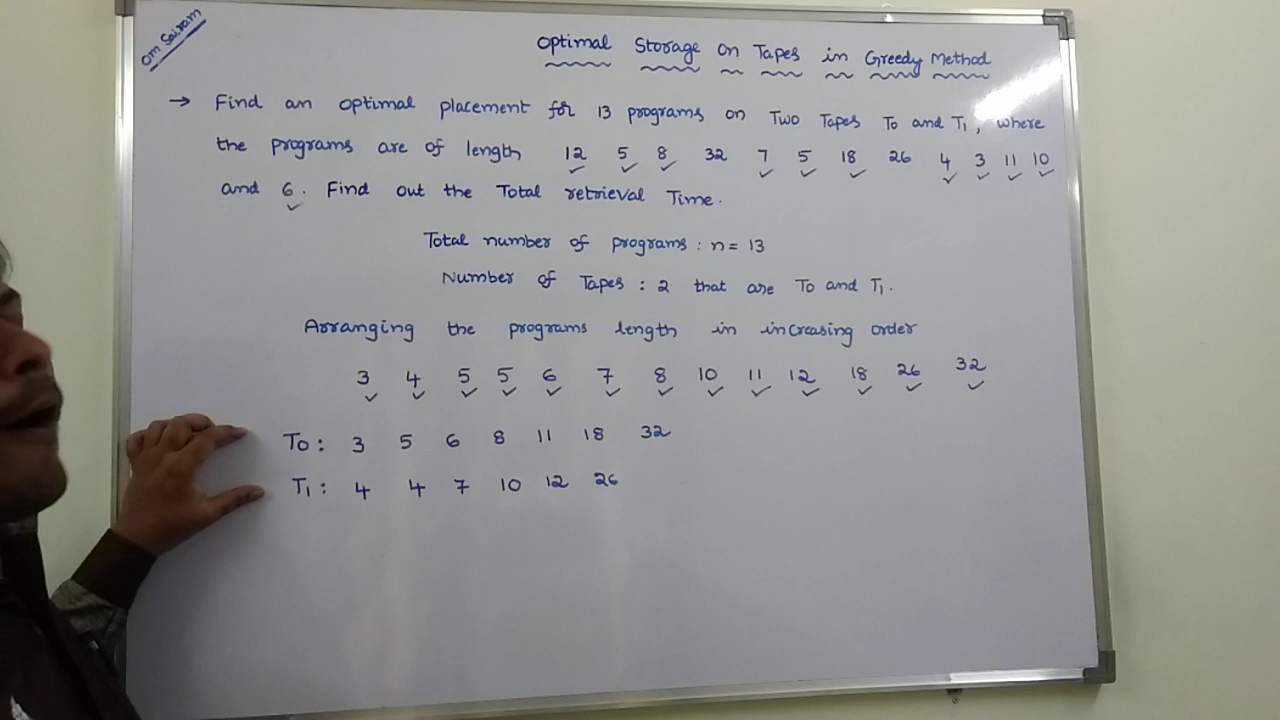 Om Sairam
Optimal Storage on Tapes in Greedy Method
→ Find an optimal placement for 13 programs on Two Tapes T0 and T1, where
the programs are of length 12 5 8 32 7 5 18 26 4 3 11 10
and 6. Find out the Total retrieval Time.
Total number of programs : n = 13
Number of Tapes : 2 that are T0 and T1.
Arranging the programs length in increasing order
3 4 5 5 6 7 8 10 11 12 18 26 32
T0 : 3 5 6 8 11 18 32
T1 : 4 4 7 10 12 26